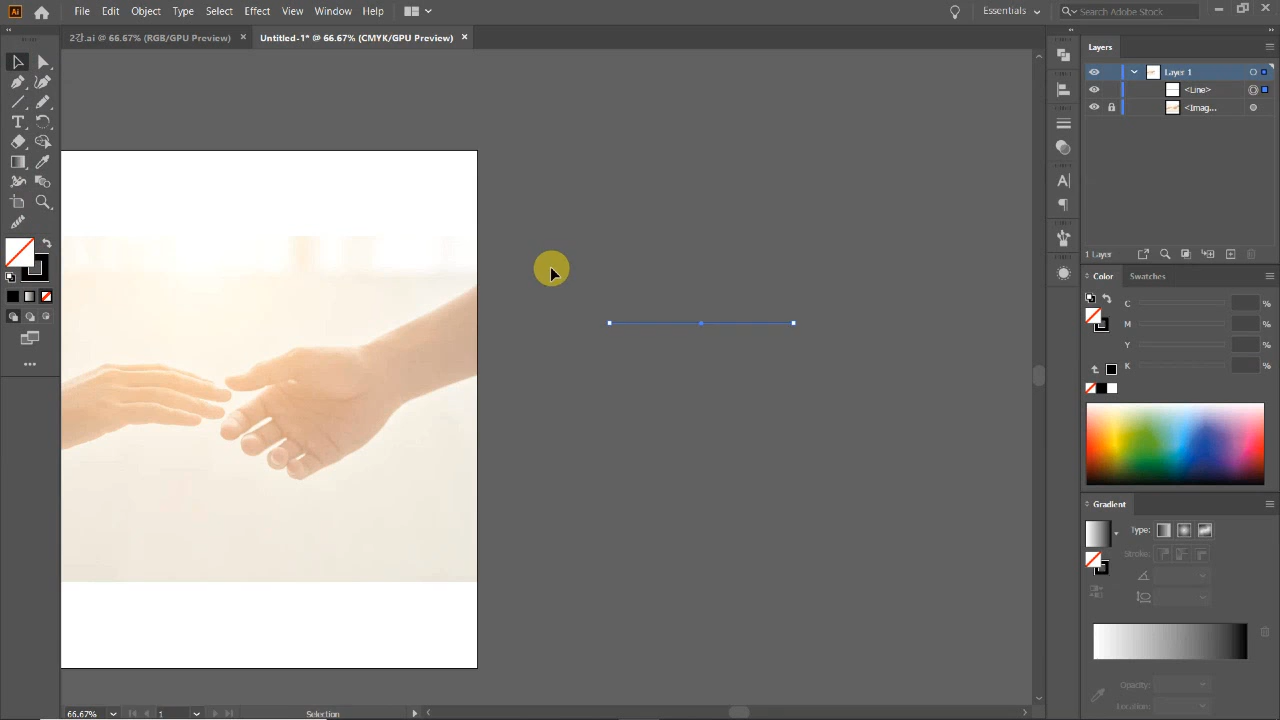 Ai File Edit Object Type Select Effect View Window Help Essentials Search Adobe Stock
2강.ai @ 66.67% (RGB/GPU Preview) × Untitled-1* @ 66.67% (CMYK/GPU Preview) ×
Layers
Layer 1
<Line>
<Imag...
1 Layer
Color Swatches
C %
M %
Y %
K %
Gradient
Type:
Stroke:
Opacity:
Location:
66.67% 1 Selection